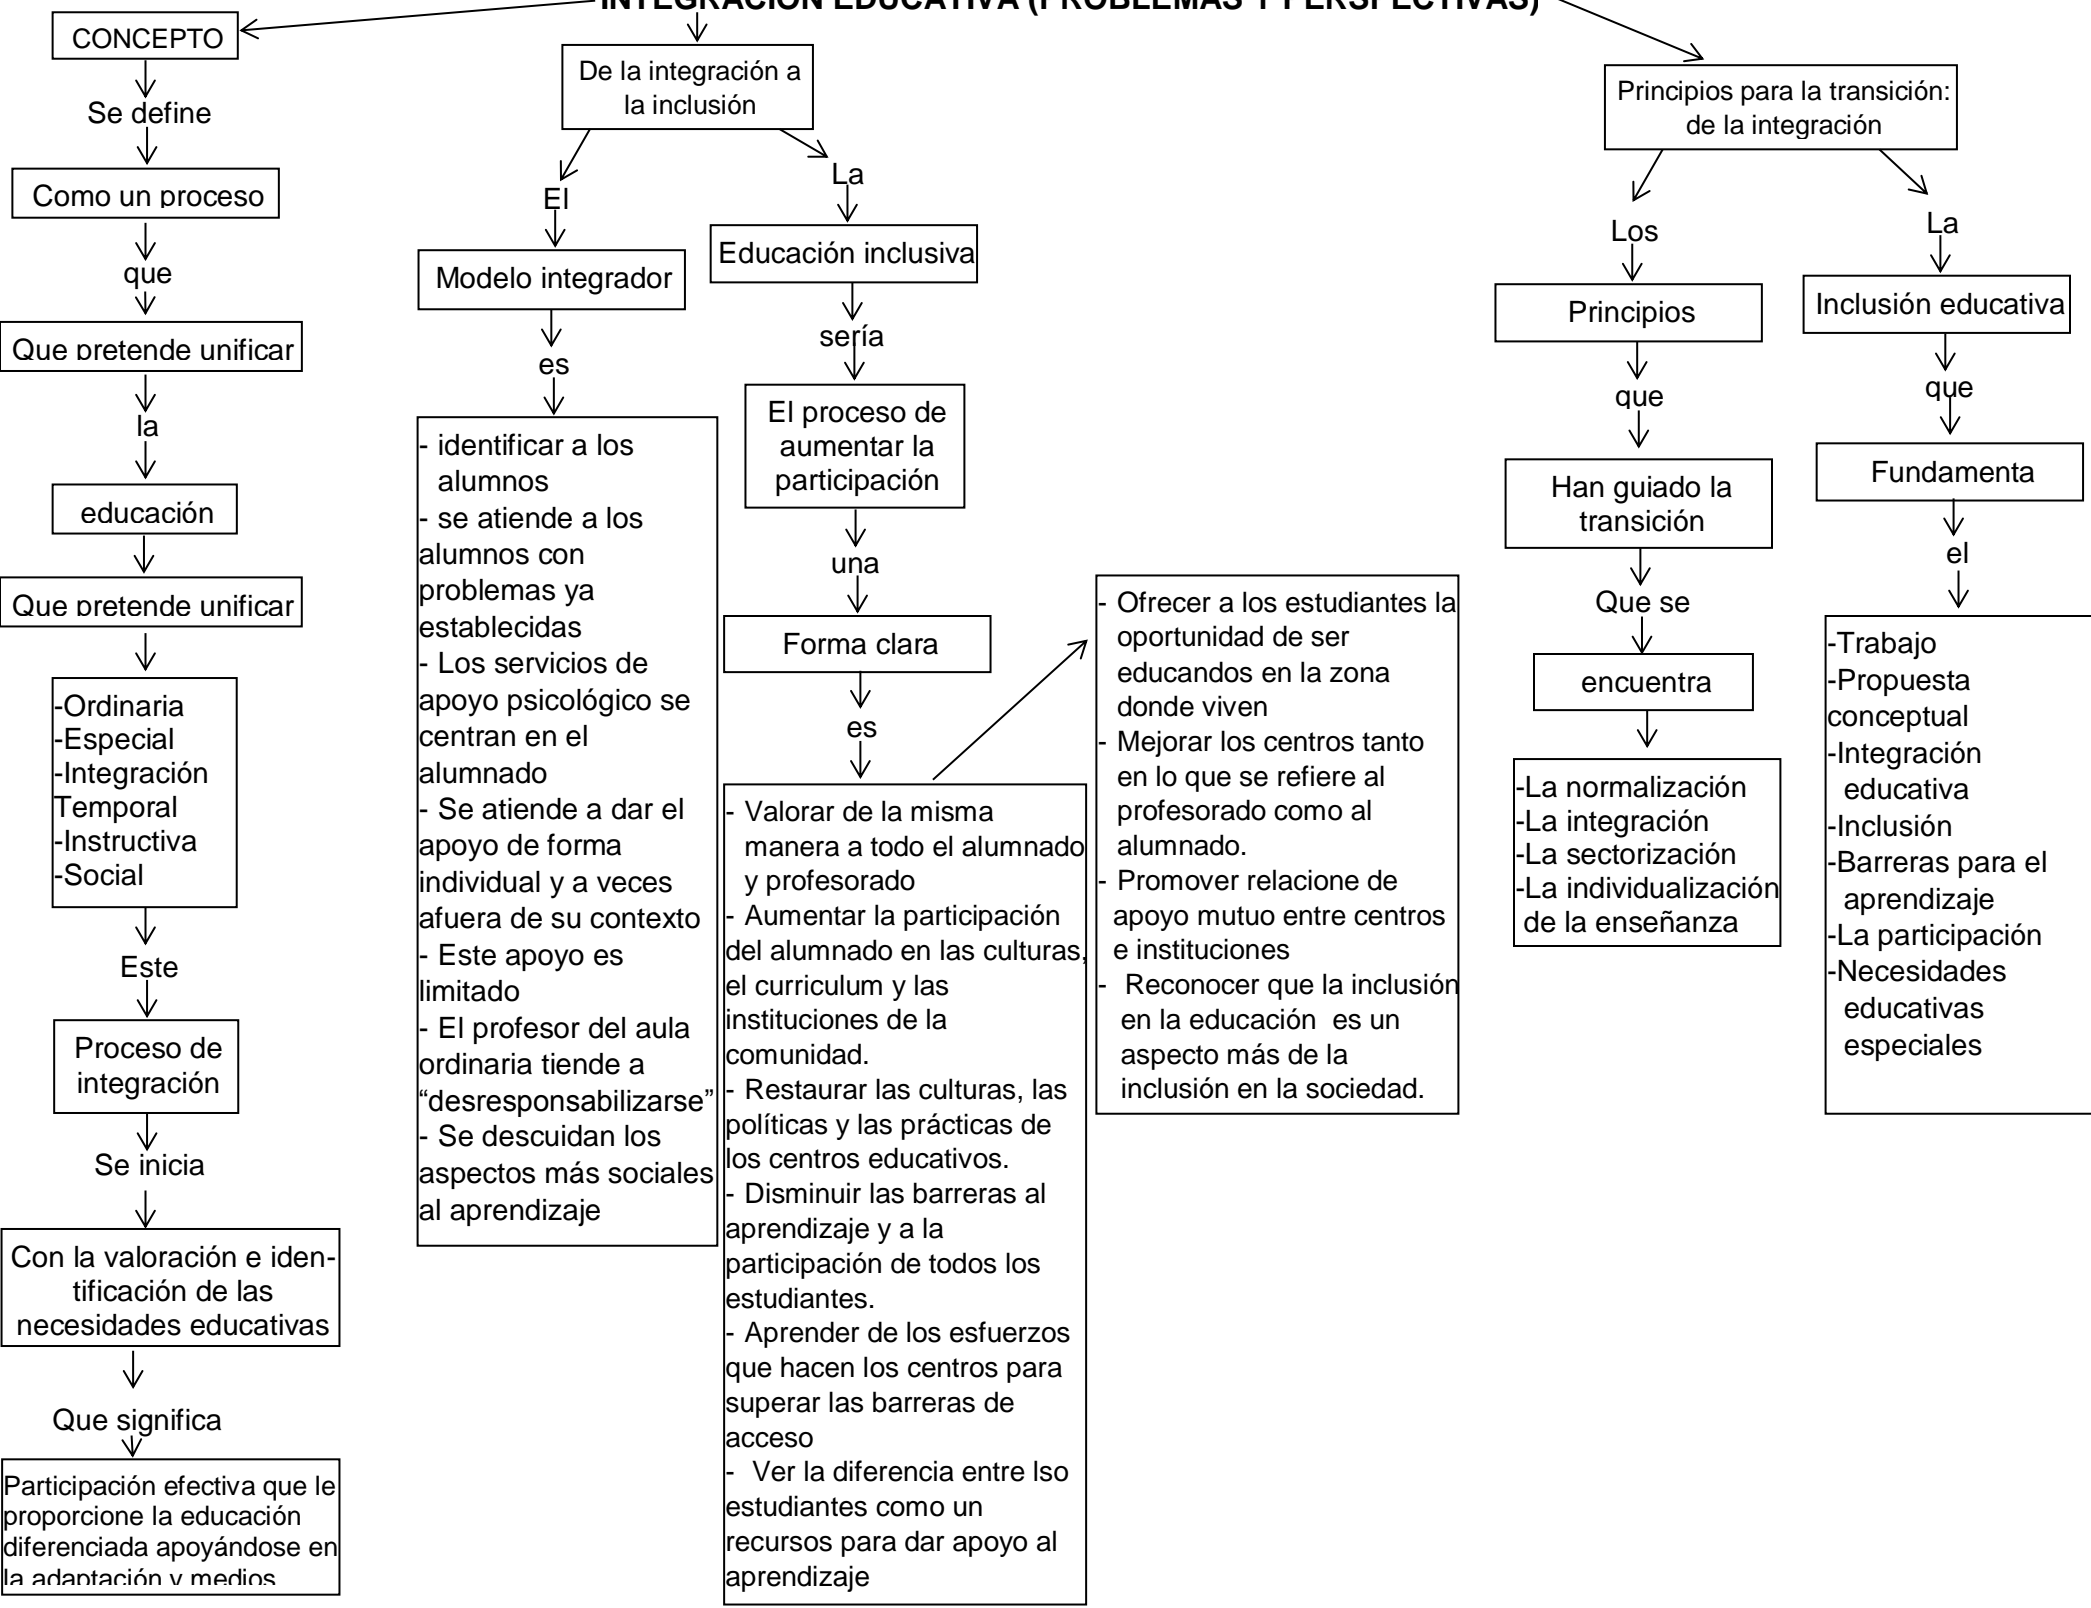 INTEGRACIÓN EDUCATIVA (PROBLEMAS Y PERSPECTIVAS)
CONCEPTO
Se define
Como un proceso
que
Que pretende unificar
la
educación
Que pretende unificar
-Ordinaria
-Especial
-Integración
Temporal
-Instructiva
-Social
Este
Proceso de
integración
Se inicia
Con la valoración e iden-
tificación de las
necesidades educativas
Que significa
Participación efectiva que le
proporcione la educación
diferenciada apoyándose en
la adaptación y medios
De la integración a
la inclusión
El
Modelo integrador
es
- identificar a los
alumnos
- se atiende a los
alumnos con
problemas ya
establecidas
- Los servicios de
apoyo psicológico se
centran en el
alumnado
- Se atiende a dar el
apoyo de forma
individual y a veces
afuera de su contexto
- Este apoyo es
limitado
- El profesor del aula
ordinaria tiende a
“desresponsabilizarse”
- Se descuidan los
aspectos más sociales
al aprendizaje
La
Educación inclusiva
sería
El proceso de
aumentar la
participación
una
Forma clara
es
- Valorar de la misma
manera a todo el alumnado
y profesorado
- Aumentar la participación
del alumnado en las culturas,
el curriculum y las
instituciones de la
comunidad.
- Restaurar las culturas, las
políticas y las prácticas de
los centros educativos.
- Disminuir las barreras al
aprendizaje y a la
participación de todos los
estudiantes.
- Aprender de los esfuerzos
que hacen los centros para
superar las barreras de
acceso
- Ver la diferencia entre lso
estudiantes como un
recursos para dar apoyo al
aprendizaje
- Ofrecer a los estudiantes la
oportunidad de ser
educandos en la zona
donde viven
- Mejorar los centros tanto
en lo que se refiere al
profesorado como al
alumnado.
- Promover relacione de
apoyo mutuo entre centros
e instituciones
- Reconocer que la inclusión
en la educación es un
aspecto más de la
inclusión en la sociedad.
Principios para la transición:
de la integración
Los
Principios
que
Han guiado la
transición
Que se
encuentra
-La normalización
-La integración
-La sectorización
-La individualización
de la enseñanza
La
Inclusión educativa
que
Fundamenta
el
-Trabajo
-Propuesta
conceptual
-Integración
educativa
-Inclusión
-Barreras para el
aprendizaje
-La participación
-Necesidades
educativas
especiales